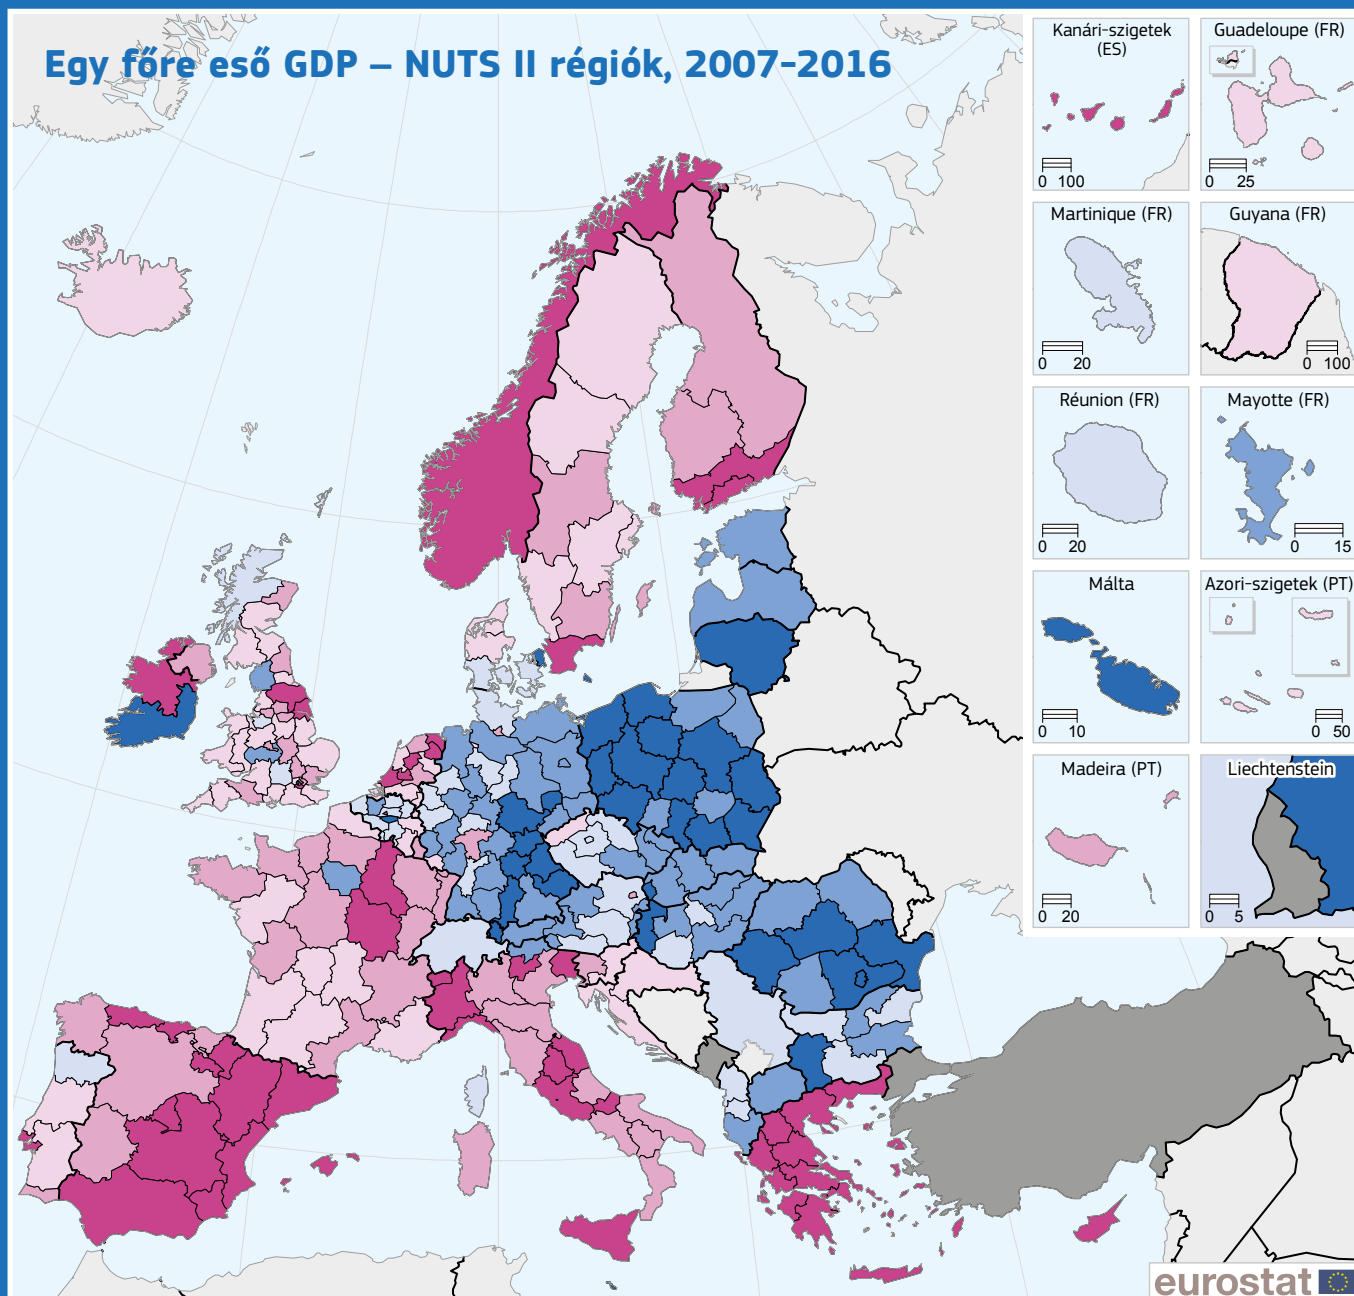 Egy főre eső GDP – NUTS II régiók, 2007-2016
Kanári-szigetek
(ES)
0 100
Guadeloupe (FR)
0 25
Martinique (FR)
0 20
Guyana (FR)
0 100
Réunion (FR)
0 20
Mayotte (FR)
0 15
Málta
0 10
Azori-szigetek (PT)
0 50
Madeira (PT)
0 20
Liechtenstein
0 5
eurostat